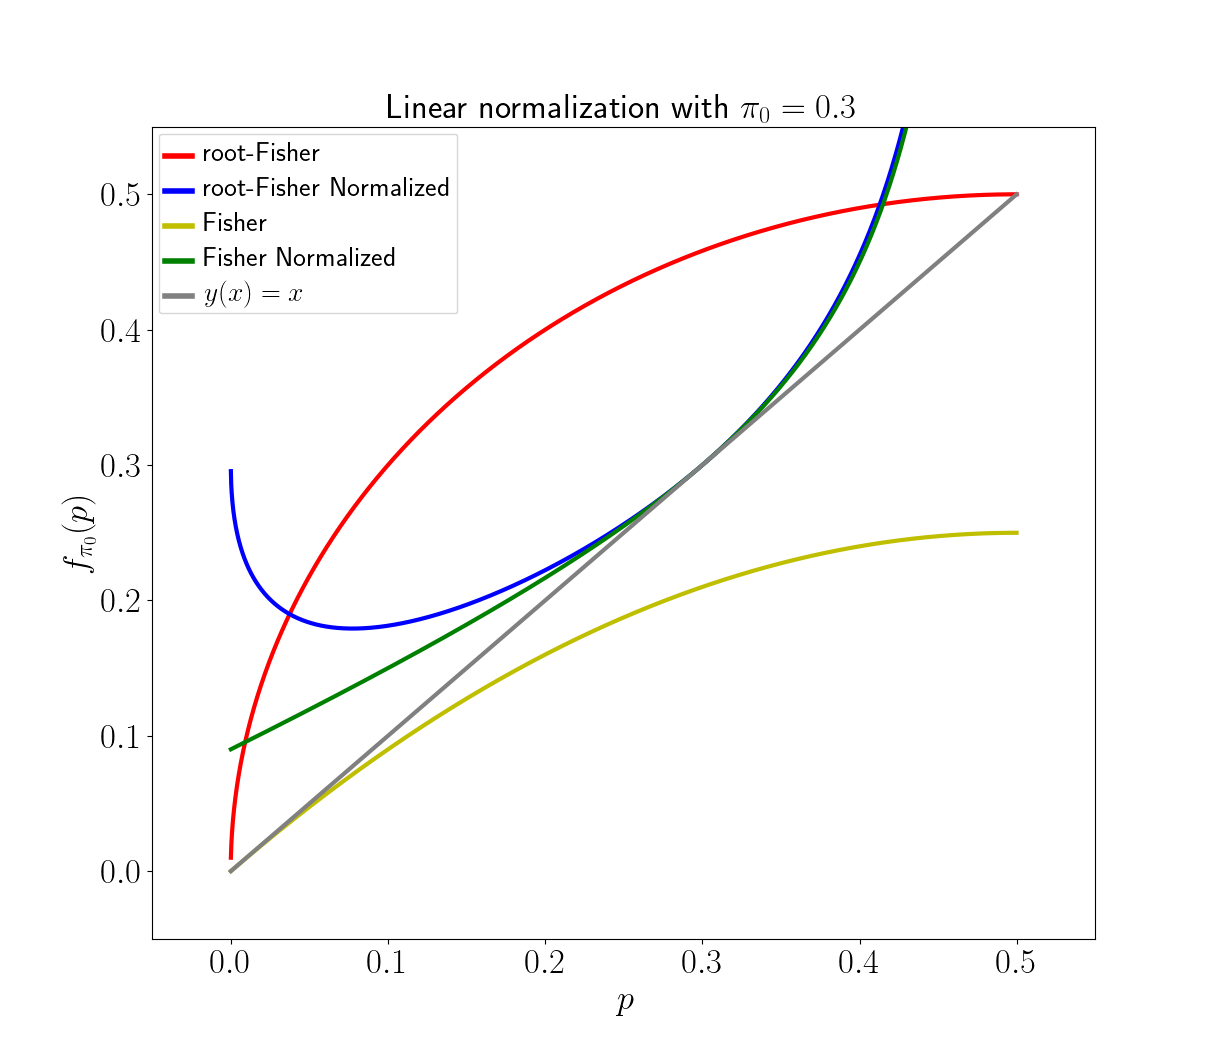 Linear normalization with π₀ = 0.3
root-Fisher
root-Fisher Normalized
Fisher
Fisher Normalized
y(x) = x
0.5
0.4
0.3
0.2
0.1
0.0
f_{π₀}(p)
0.0 0.1 0.2 0.3 0.4 0.5
p